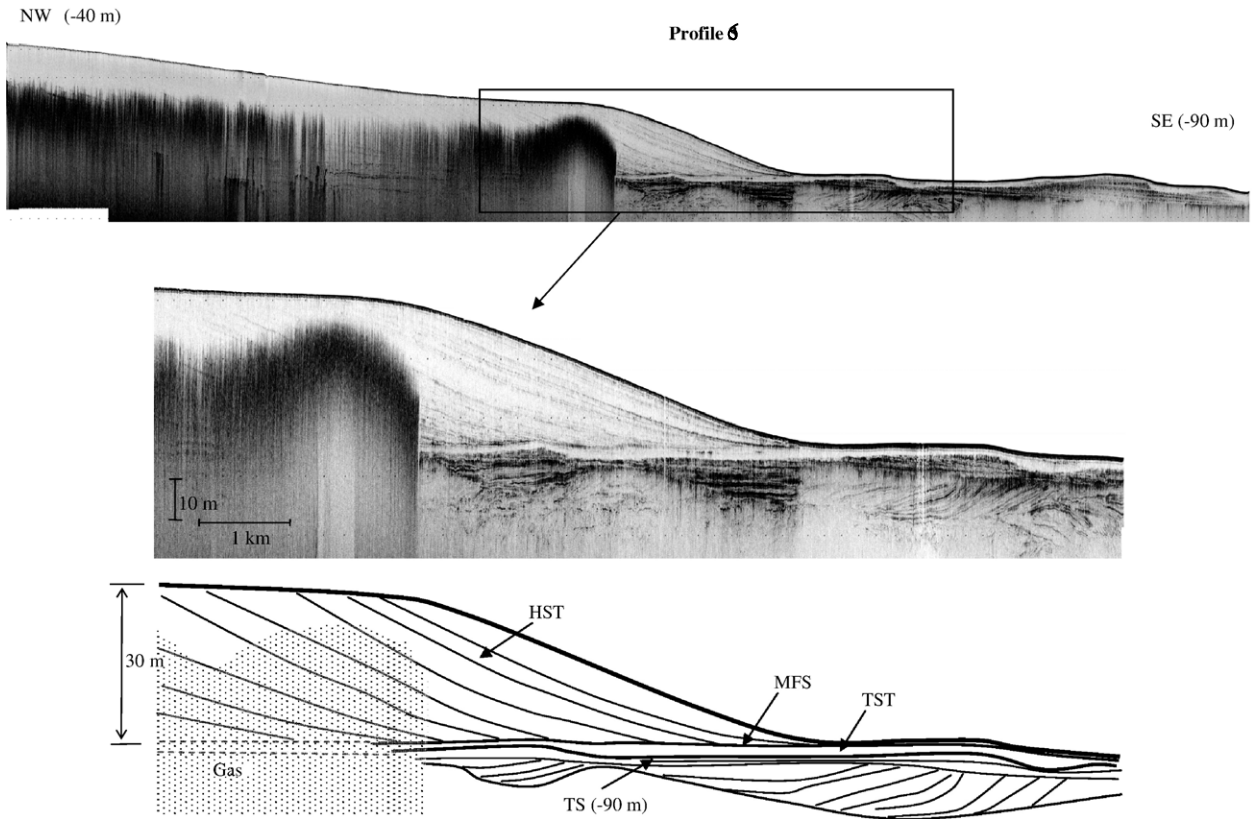 NW (-40 m)
Profile 6
SE (-90 m)
10 m
1 km
HST
30 m
MFS
TST
Gas
TS (-90 m)